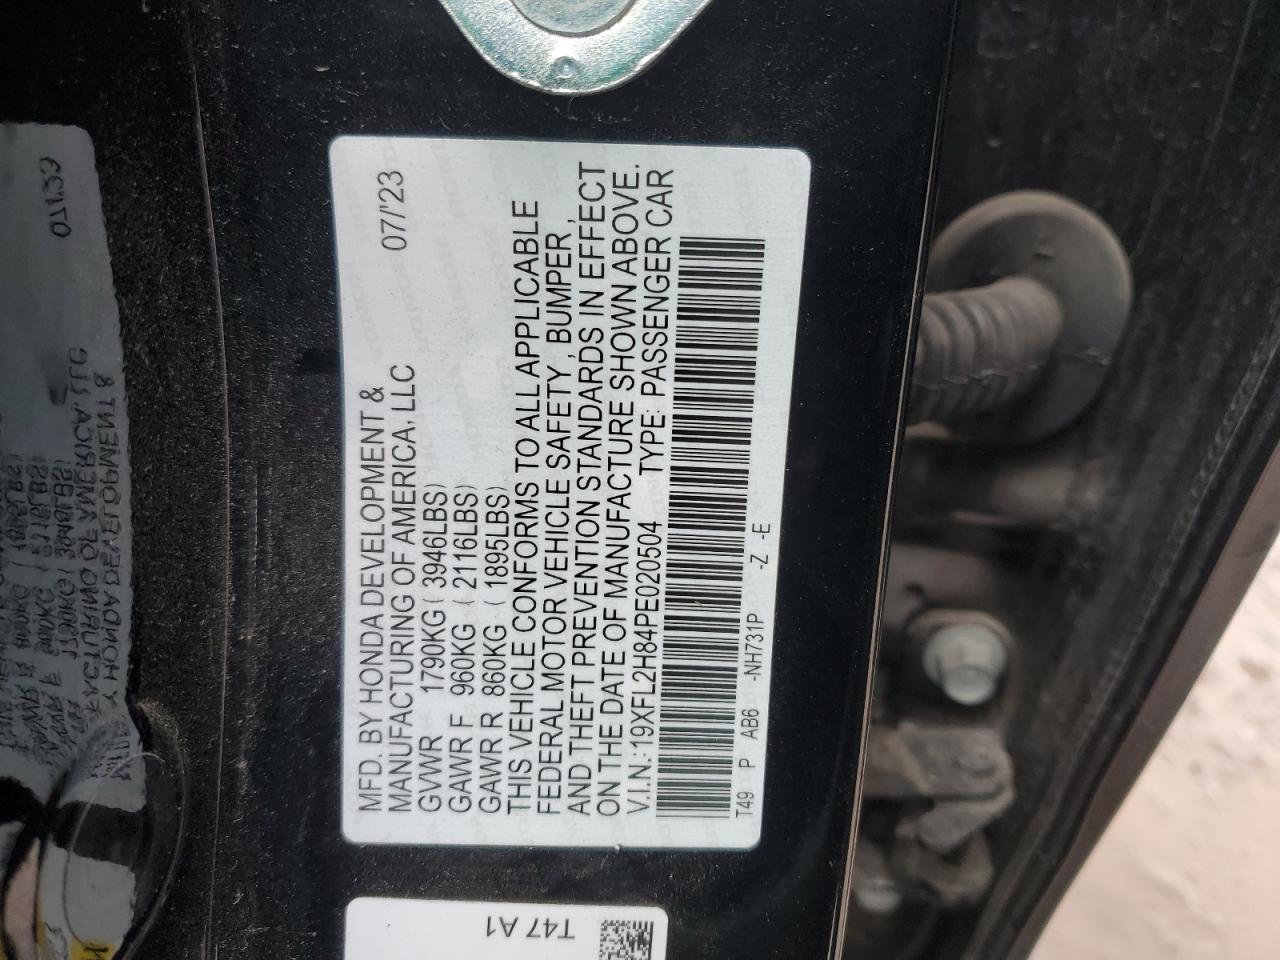 MFD. BY HONDA DEVELOPMENT & 07/'23
MANUFACTURING OF AMERICA, LLC
GVWR 1790KG ( 3946LBS)
GAWR F 960KG ( 2116LBS)
GAWR R 860KG ( 1895LBS)
THIS VEHICLE CONFORMS TO ALL APPLICABLE
FEDERAL MOTOR VEHICLE SAFETY, BUMPER,
AND THEFT PREVENTION STANDARDS IN EFFECT
ON THE DATE OF MANUFACTURE SHOWN ABOVE.
V.I.N.:19XFL2H84PE020504 TYPE: PASSENGER CAR
T49 P AB6 -NH731P -Z -E
T47 A1